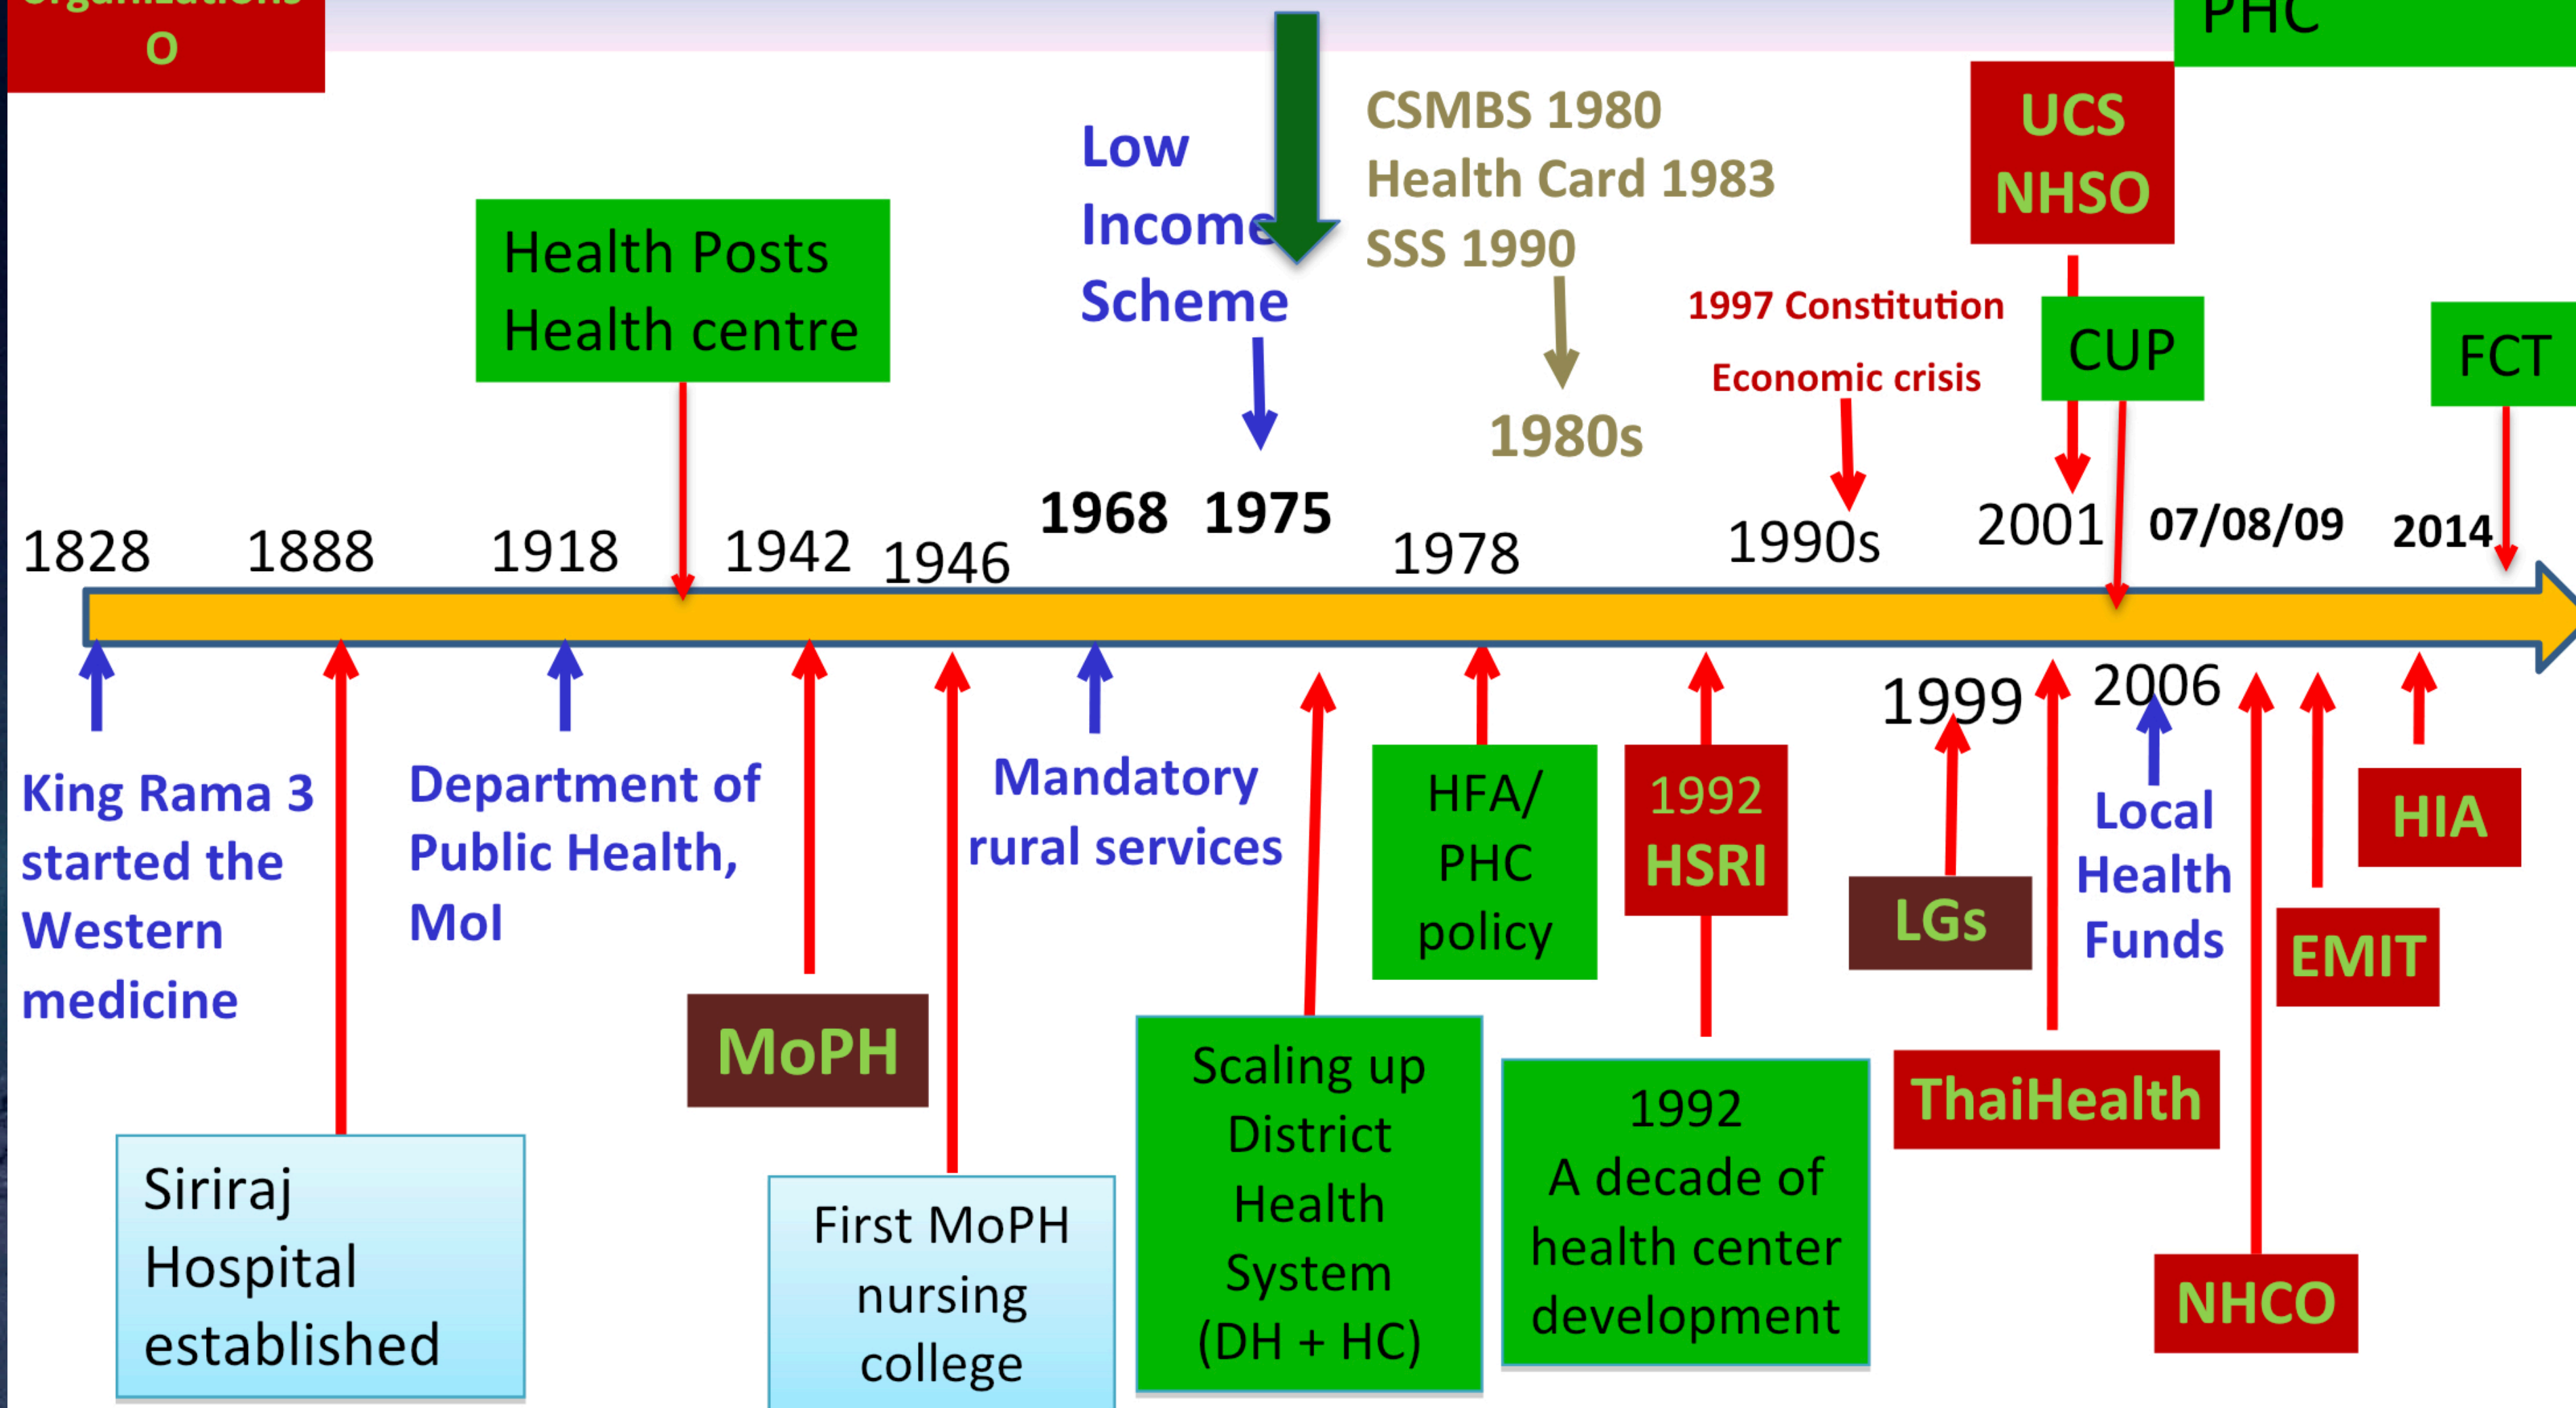 organizations
O
PHC
UCS
NHSO
CSMBS 1980
Health Card 1983
SSS 1990
Low
Income
Scheme
Health Posts
Health centre
1997 Constitution
Economic crisis
CUP
FCT
1980s
1828
1888
1918
1942
1946
1968
1975
1978
1990s
2001
07/08/09
2014
1999
2006
King Rama 3
started the
Western
medicine
Department of
Public Health,
MoI
Mandatory
rural services
HFA/
PHC
policy
1992
HSRI
LGs
Local
Health
Funds
HIA
EMIT
MoPH
Scaling up
District
Health
System
(DH + HC)
1992
A decade of
health center
development
ThaiHealth
NHCO
Siriraj
Hospital
established
First MoPH
nursing
college